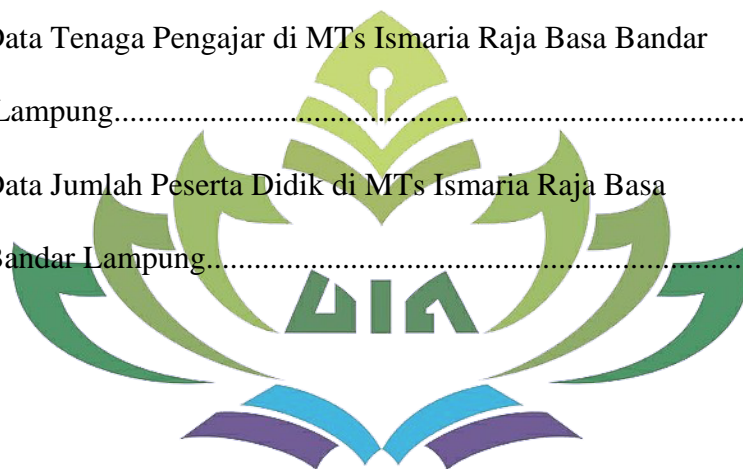 Data Tenaga Pengajar di MTs Ismaria Raja Basa Bandar
Lampung...................................................................
Data Jumlah Peserta Didik di MTs Ismaria Raja Basa
Bandar Lampung.........................................................
UIN